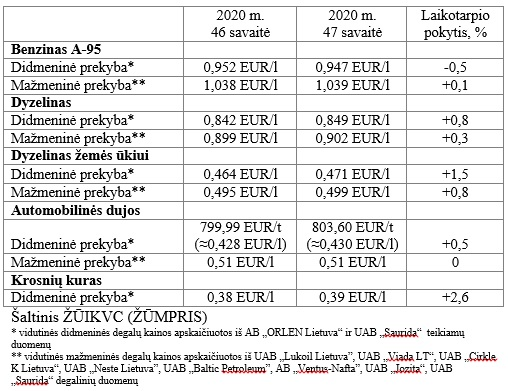 2020 m. 2020 m. Laikotarpio
46 savaitė 47 savaitė pokytis, %
Benzinas A-95
Didmeninė prekyba* 0,952 EUR/l 0,947 EUR/l -0,5
Mažmeninė prekyba** 1,038 EUR/l 1,039 EUR/l +0,1
Dyzelinas
Didmeninė prekyba* 0,842 EUR/l 0,849 EUR/l +0,8
Mažmeninė prekyba** 0,899 EUR/l 0,902 EUR/l +0,3
Dyzelinas žemės ūkiui
Didmeninė prekyba* 0,464 EUR/l 0,471 EUR/l +1,5
Mažmeninė prekyba** 0,495 EUR/l 0,499 EUR/l +0,8
Automobilinės dujos
799,99 EUR/t 803,60 EUR/t
Didmeninė prekyba* (≈0,428 EUR/l) (≈0,430 EUR/l) +0,5
Mažmeninė prekyba** 0,51 EUR/l 0,51 EUR/l 0
Krosnių kuras
Didmeninė prekyba* 0,38 EUR/l 0,39 EUR/l +2,6
Šaltinis ŽŪIKVC (ŽŪMPRIS)
* vidutinės didmeninės degalų kainos apskaičiuotos iš AB „ORLEN Lietuva“ ir UAB „Saurida“ teikiamų
duomenų
** vidutinės mažmeninės degalų kainos apskaičiuotos iš UAB „Lukoil Lietuva”, UAB „Viada LT“, UAB „Cirkle
K Lietuva“, UAB „Neste Lietuva”, UAB „Baltic Petroleum”, AB „Ventus-Nafta”, UAB „Jozita“, UAB
„Saurida“ degalinių duomenų